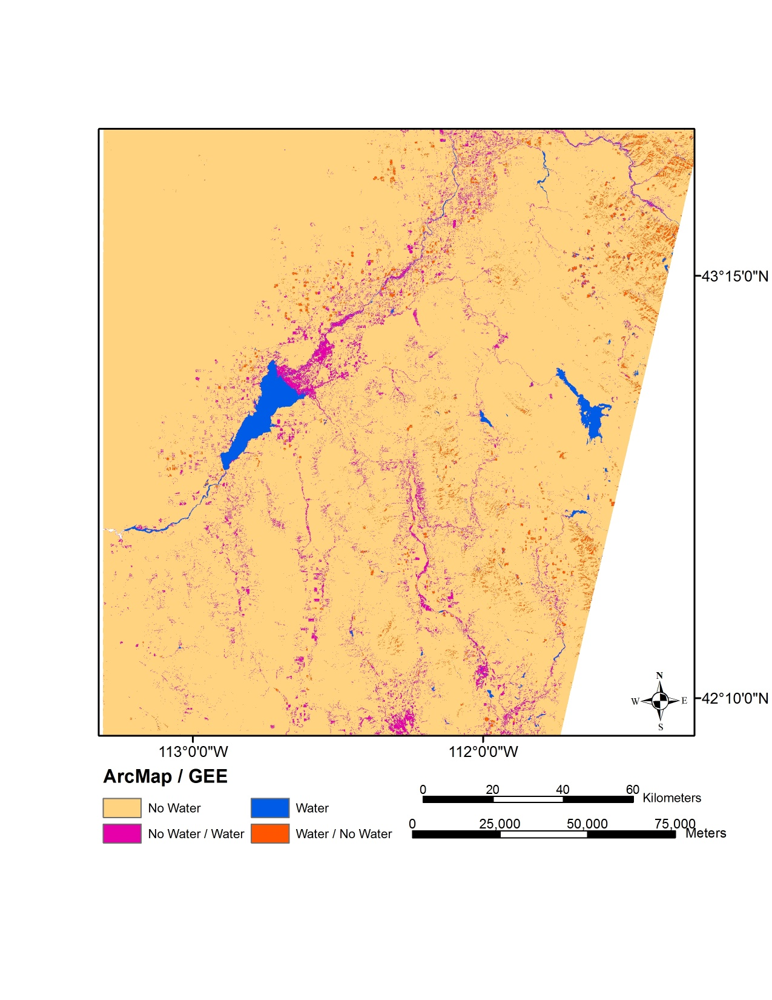 43°15'0"N
N
W E
S
42°10'0"N
113°0'0"W 112°0'0"W
ArcMap / GEE
No Water Water
No Water / Water Water / No Water
0 20 40 60
Kilometers
0 25,000 50,000 75,000
Meters